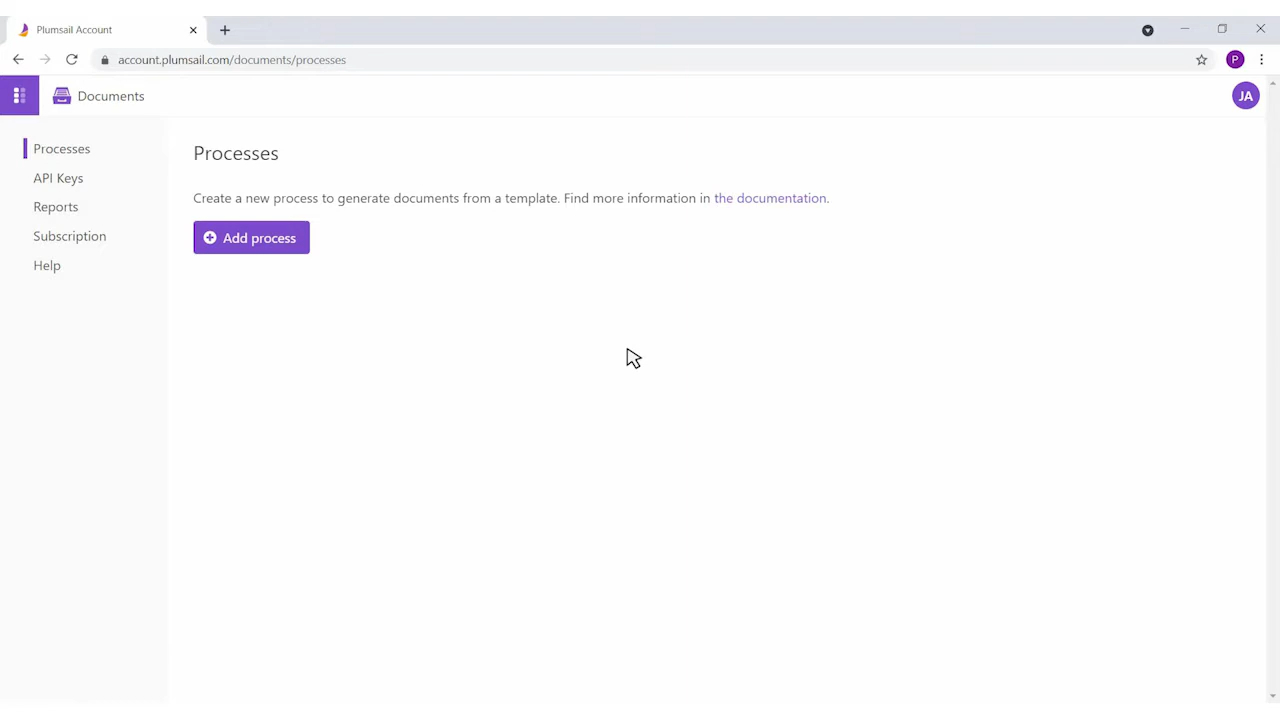 Plumsail Account
account.plumsail.com/documents/processes
P
Documents
JA
Processes
API Keys
Reports
Subscription
Help
Processes
Create a new process to generate documents from a template. Find more information in the documentation.
Add process